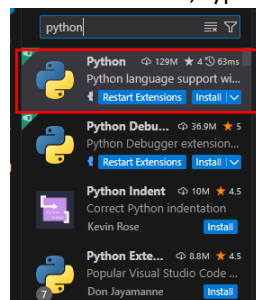 python
Python 129M ★ 4 63ms
Python language support wi...
Restart Extensions Install
Python Debu... 36.9M ★ 5
Python Debugger extension...
Restart Extensions Install
Python Indent 10M ★ 4.5
Correct Python indentation
Kevin Rose Install
Python Exte... 8.8M ★ 4.5
Popular Visual Studio Code ...
7 Don Jayamanne Install